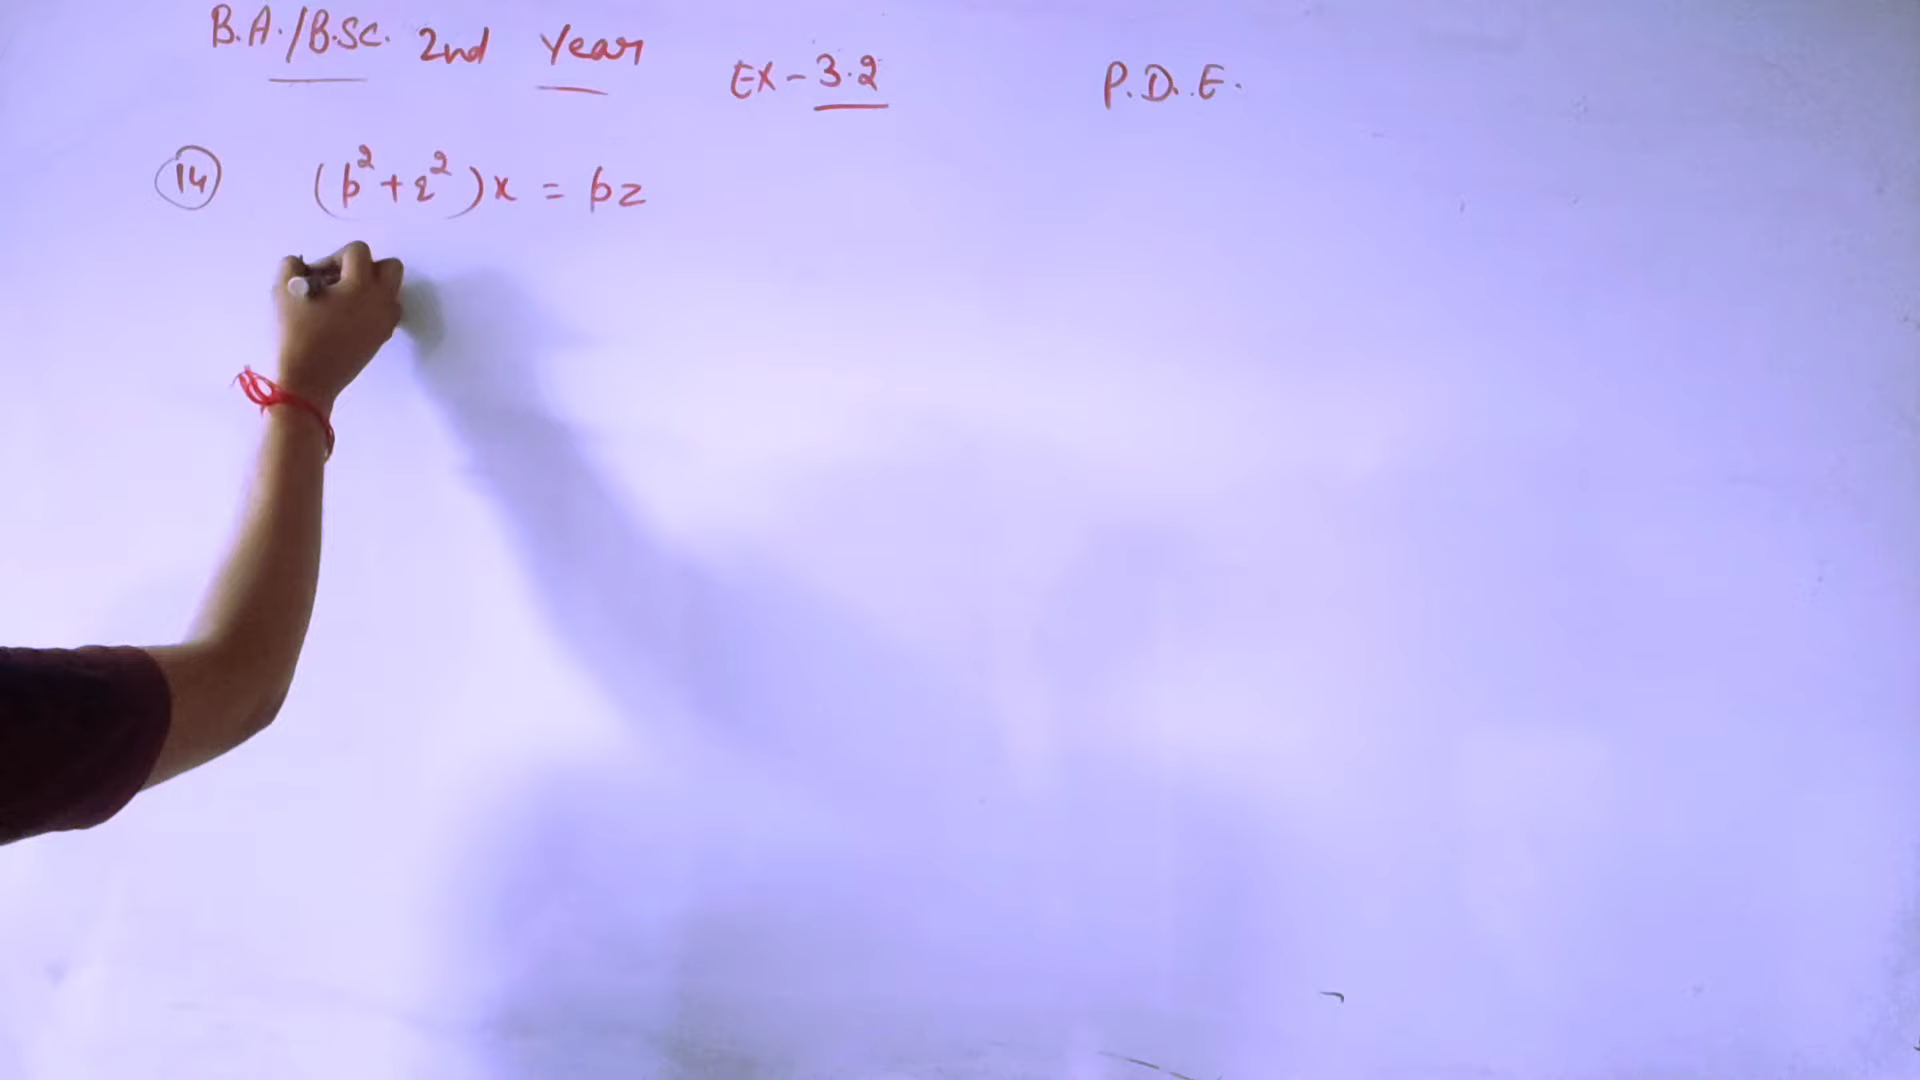 B.A./B.Sc. 2nd Year Ex-3.2 P.D.E.
14 (p²+q²)x = pz